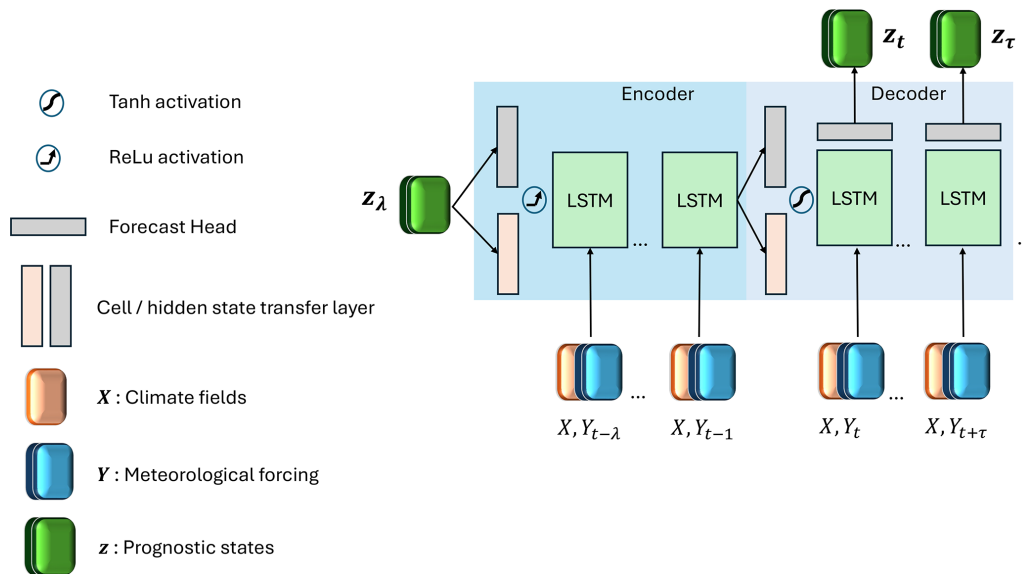 z_t
z_τ
Encoder
Decoder
Tanh activation
ReLu activation
z_λ
LSTM
...
LSTM
LSTM
...
LSTM
.
Forecast Head
Cell / hidden state transfer layer
...
...
X : Climate fields
X, Y_{t−λ}
X, Y_{t−1}
X, Y_t
X, Y_{t+τ}
Y : Meteorological forcing
z : Prognostic states